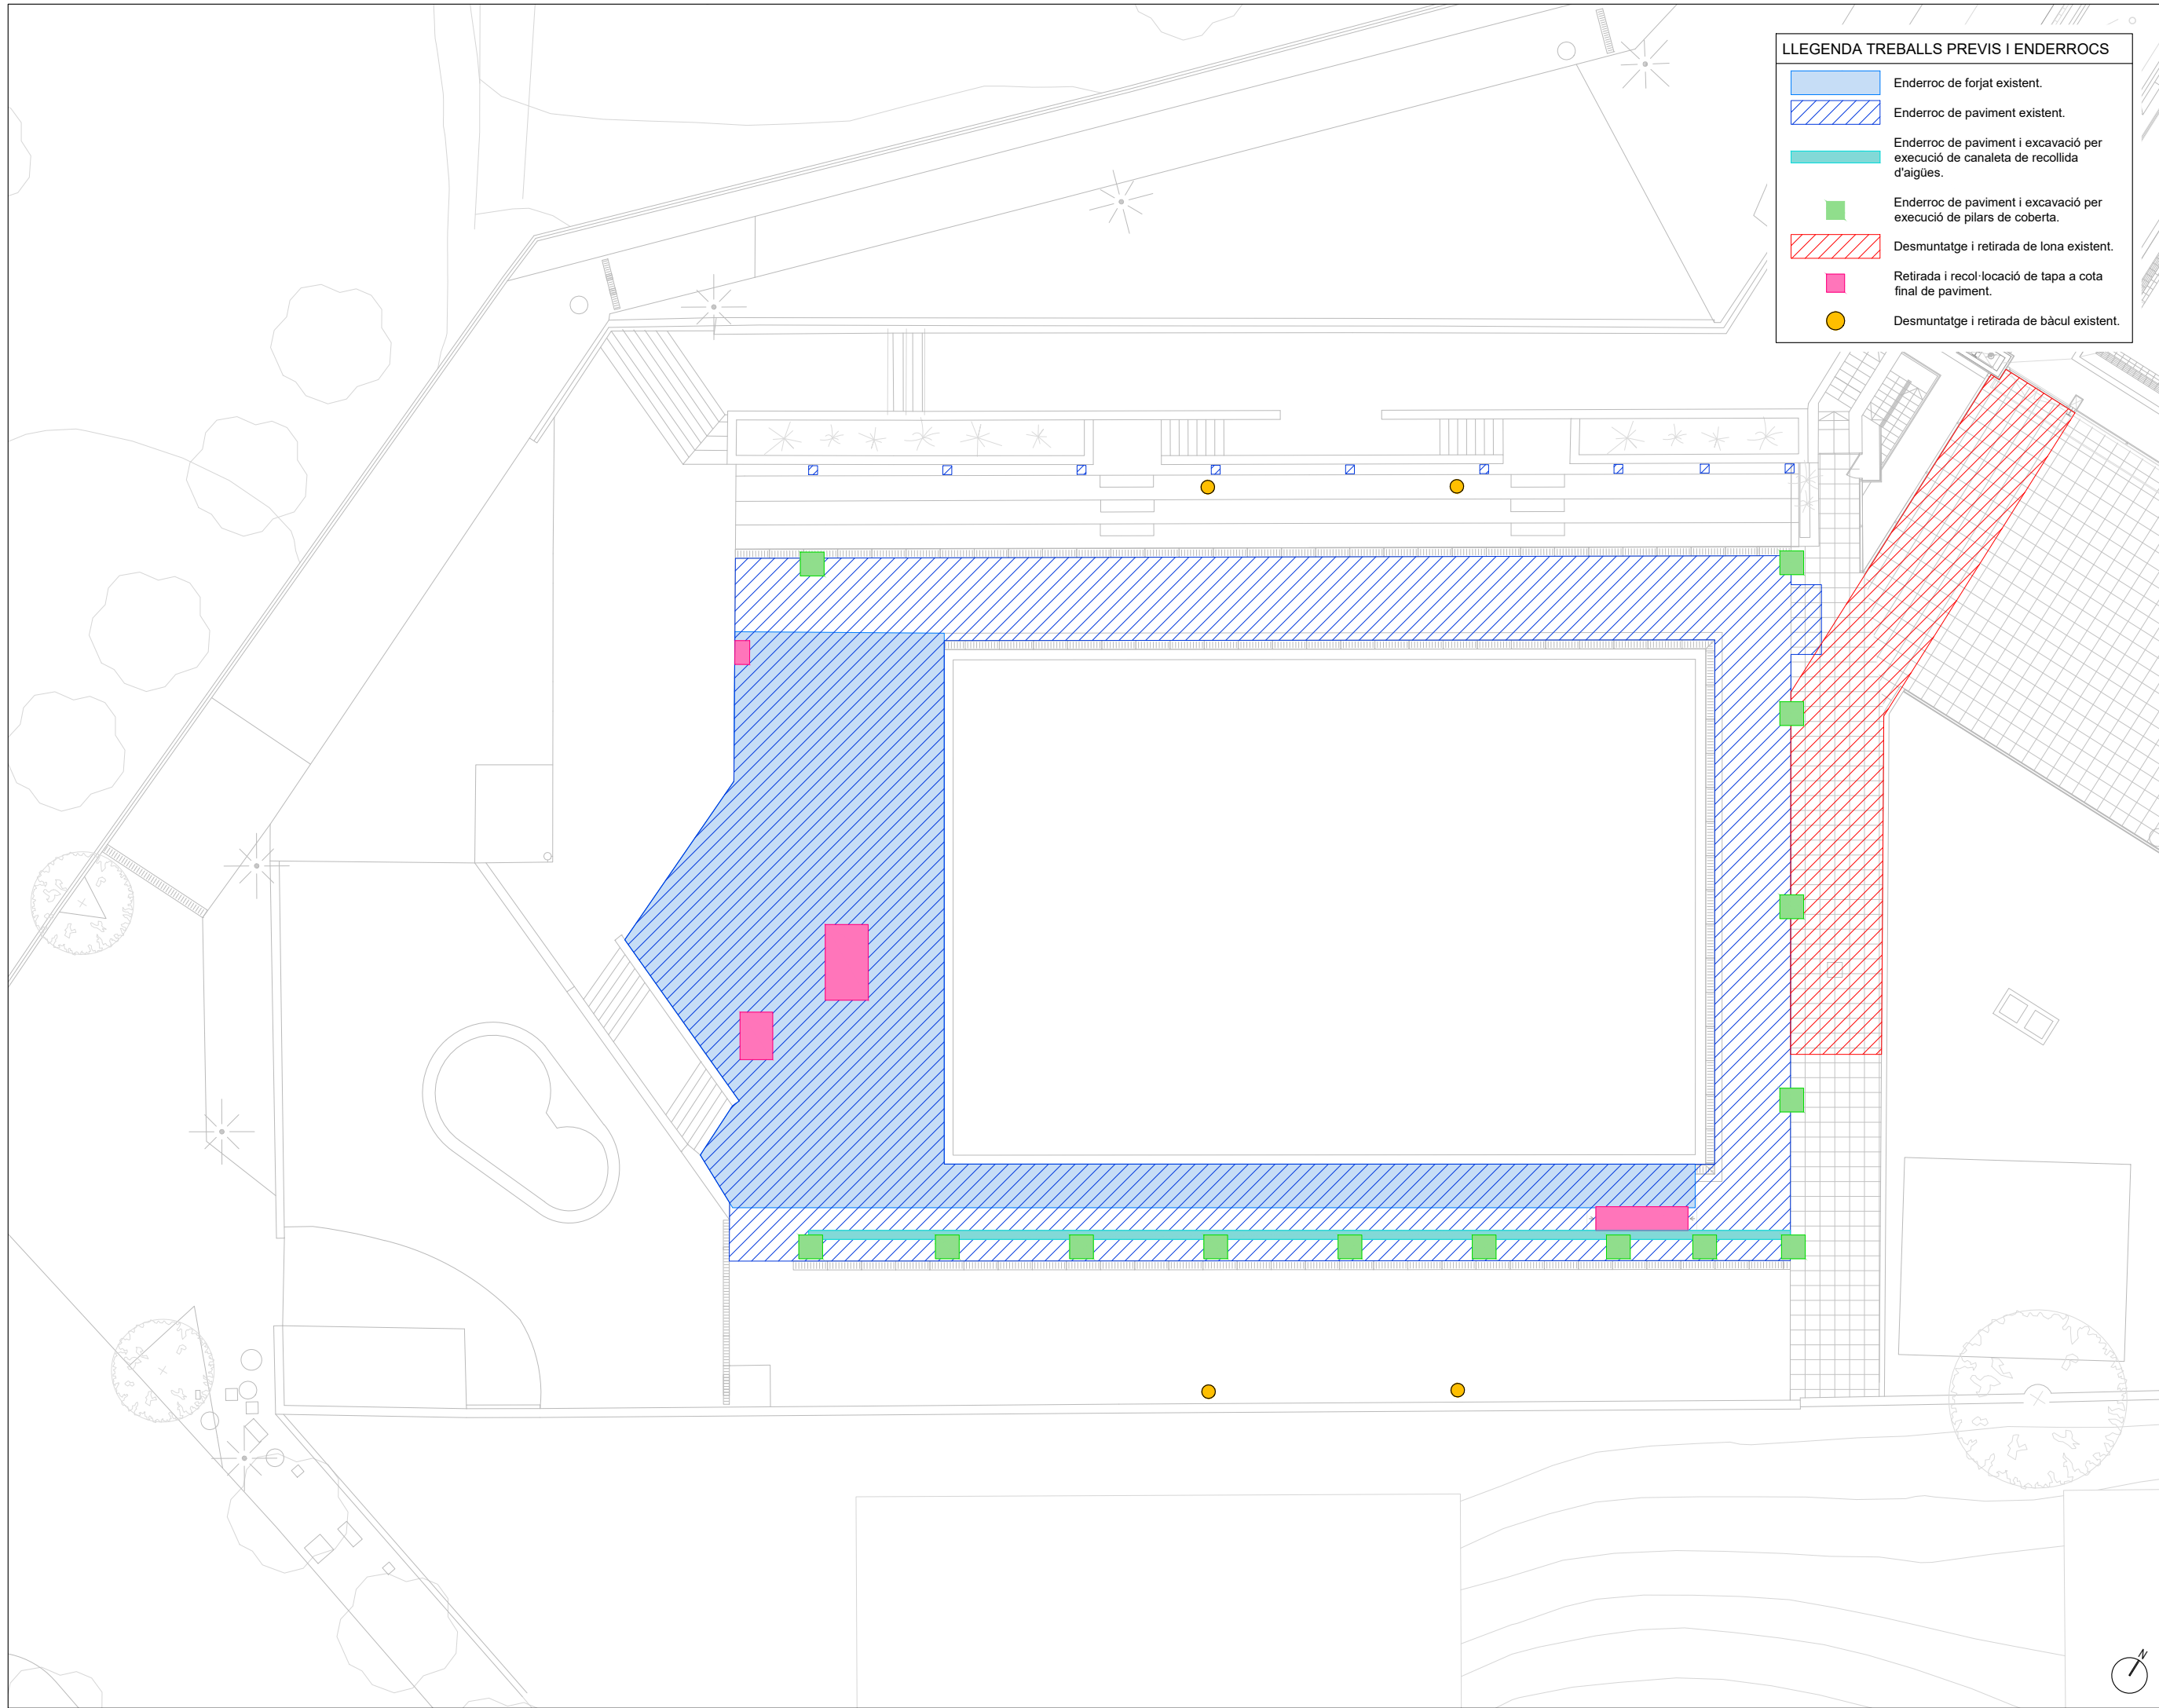 LLEGENDA TREBALLS PREVIS I ENDERROCS
Enderroc de forjat existent.
Enderroc de paviment existent.
Enderroc de paviment i excavació per
execució de canaleta de recollida
d'aigües.
Enderroc de paviment i excavació per
execució de pilars de coberta.
Desmuntatge i retirada de lona existent.
Retirada i recol·locació de tapa a cota
final de paviment.
Desmuntatge i retirada de bàcul existent.
N